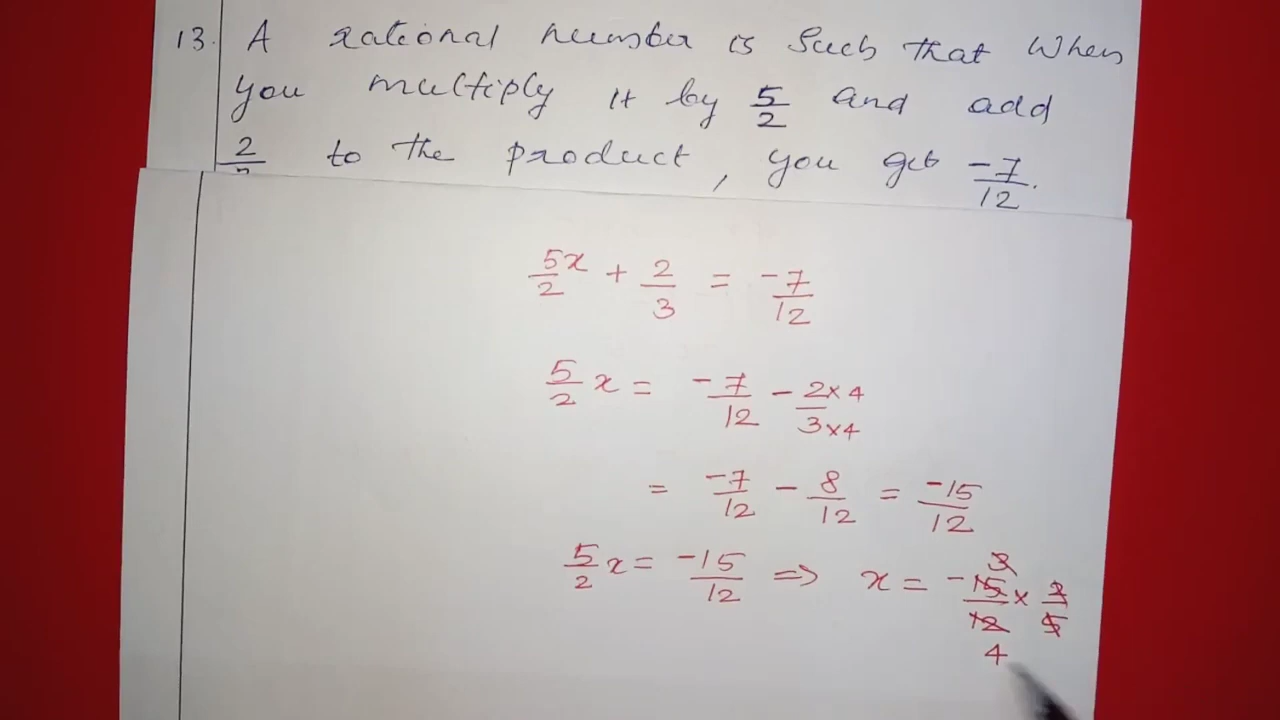 13. A rational number is such that when
you multiply it by 5/2 and add
2/ to the product, you get -7/12.
5/2 x + 2/3 = -7/12
5/2 x = -7/12 - 2×4/3×4
= -7/12 - 8/12 = -15/12
5/2 x = -15/12 ⇒ x = -15/12 × 2/5
3
4